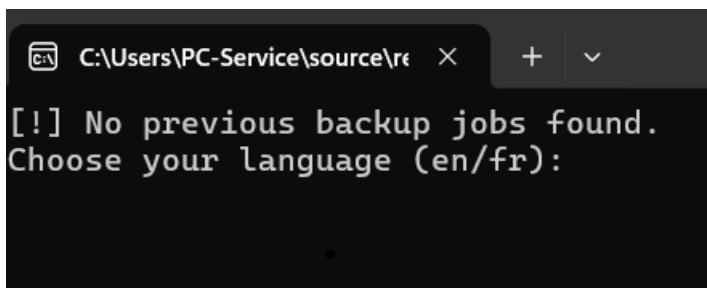 C:\Users\PC-Service\source\re
[!] No previous backup jobs found.
Choose your language (en/fr):